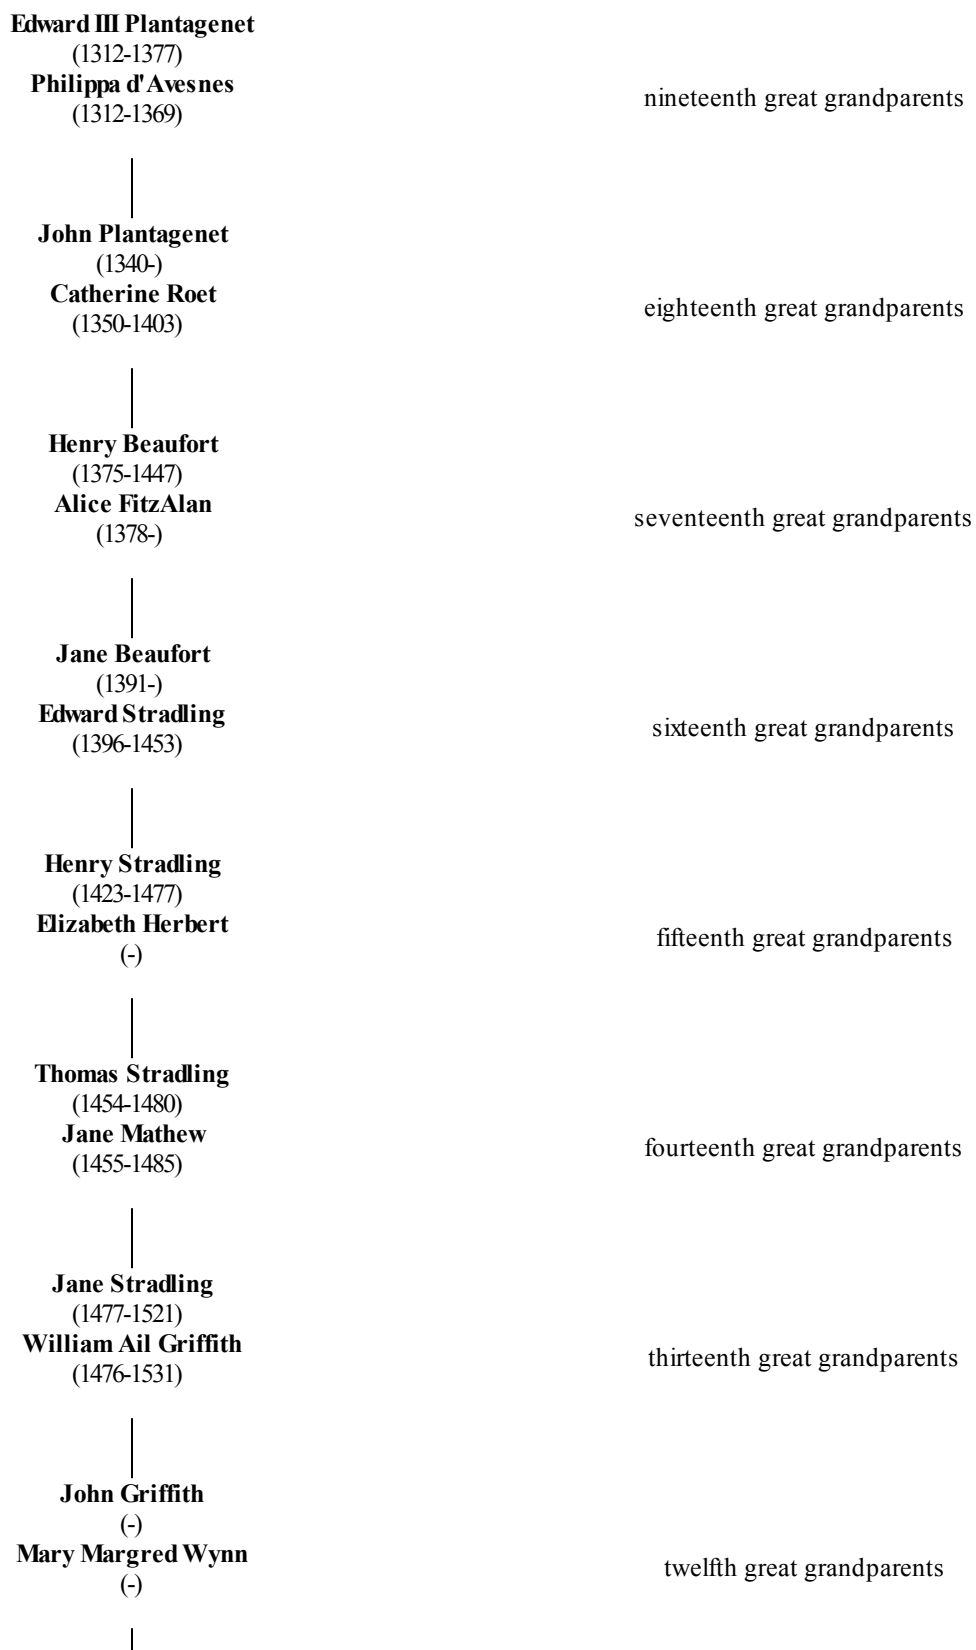 Edward III Plantagenet
(1312-1377)
Philippa d'Avesnes
(1312-1369)
nineteenth great grandparents
John Plantagenet
(1340-)
Catherine Roet
(1350-1403)
eighteenth great grandparents
Henry Beaufort
(1375-1447)
Alice FitzAlan
(1378-)
seventeenth great grandparents
Jane Beaufort
(1391-)
Edward Stradling
(1396-1453)
sixteenth great grandparents
Henry Stradling
(1423-1477)
Elizabeth Herbert
(-)
fifteenth great grandparents
Thomas Stradling
(1454-1480)
Jane Mathew
(1455-1485)
fourteenth great grandparents
Jane Stradling
(1477-1521)
William Ail Griffith
(1476-1531)
thirteenth great grandparents
John Griffith
(-)
Mary Margred Wynn
(-)
twelfth great grandparents